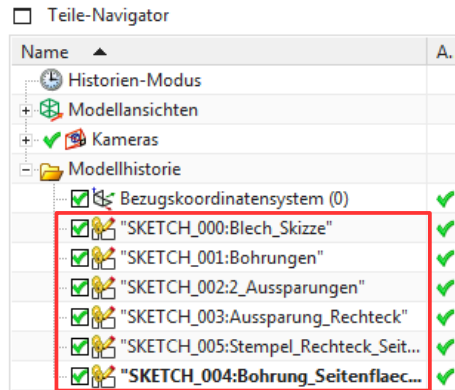 Teile-Navigator
Name A.
Historien-Modus
Modellansichten
Kameras
Modellhistorie
Bezugskoordinatensystem (0)
"SKETCH_000:Blech_Skizze"
"SKETCH_001:Bohrungen"
"SKETCH_002:2_Aussparungen"
"SKETCH_003:Aussparung_Rechteck"
"SKETCH_005:Stempel_Rechteck_Seit...
"SKETCH_004:Bohrung_Seitenflaec...